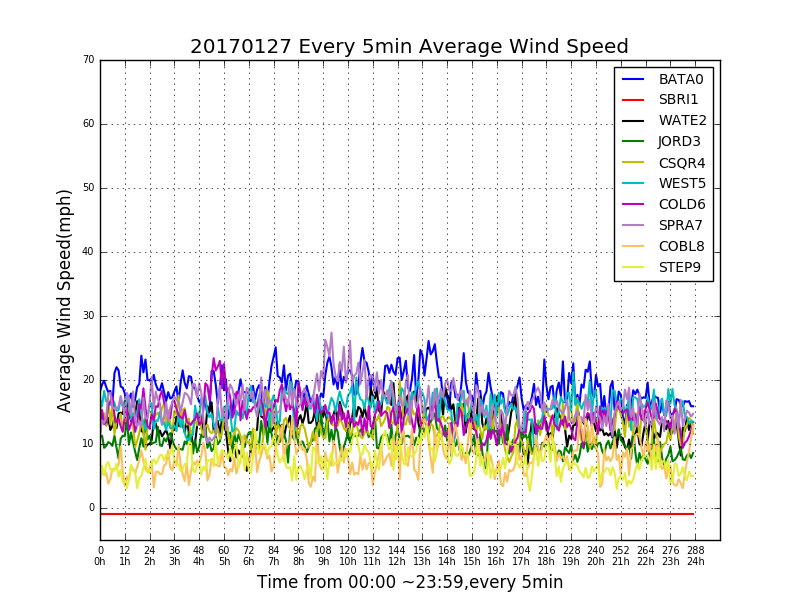 20170127 Every 5min Average Wind Speed
70
60
50
40
30
20
10
0
Average Wind Speed(mph)
BATA0
SBRI1
WATE2
JORD3
CSQR4
WEST5
COLD6
SPRA7
COBL8
STEP9
0 12 24 36 48 60 72 84 96 108 120 132 144 156 168 180 192 204 216 228 240 252 264 276 288
0h 1h 2h 3h 4h 5h 6h 7h 8h 9h 10h 11h 12h 13h 14h 15h 16h 17h 18h 19h 20h 21h 22h 23h 24h
Time from 00:00 ~23:59,every 5min